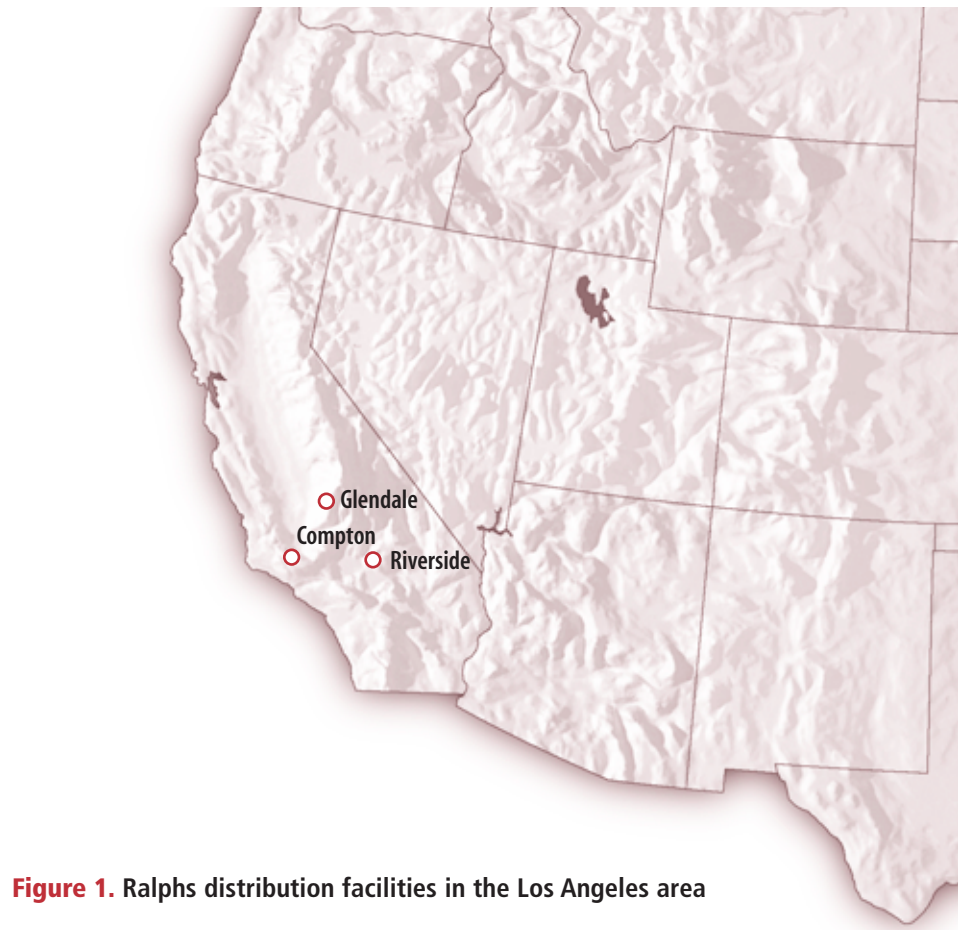 Glendale
Compton
Riverside
Figure 1. Ralphs distribution facilities in the Los Angeles area